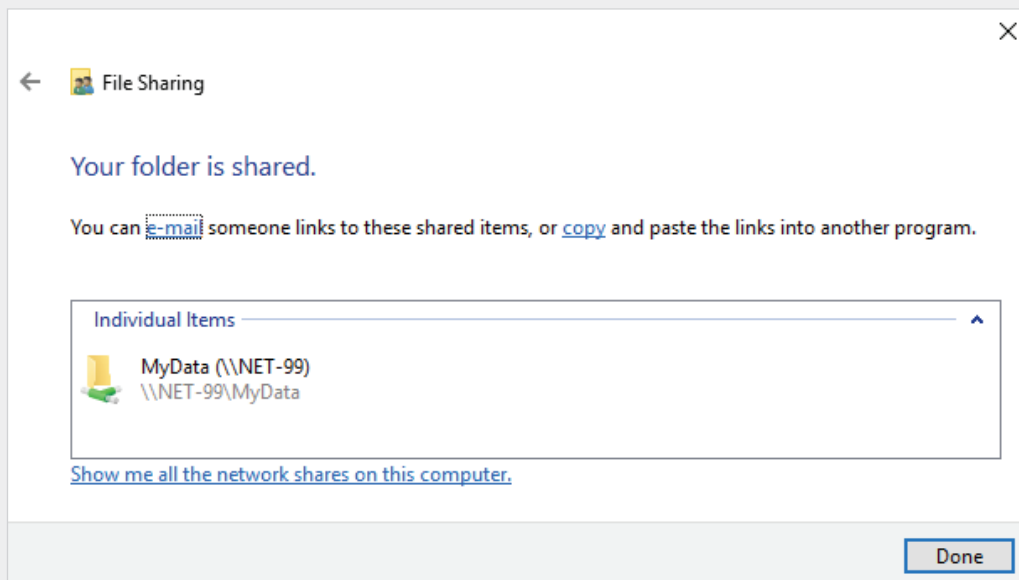 File Sharing
Your folder is shared.
You can e-mail someone links to these shared items, or copy and paste the links into another program.
Individual Items
MyData (\\NET-99)
\\NET-99\MyData
Show me all the network shares on this computer.
Done